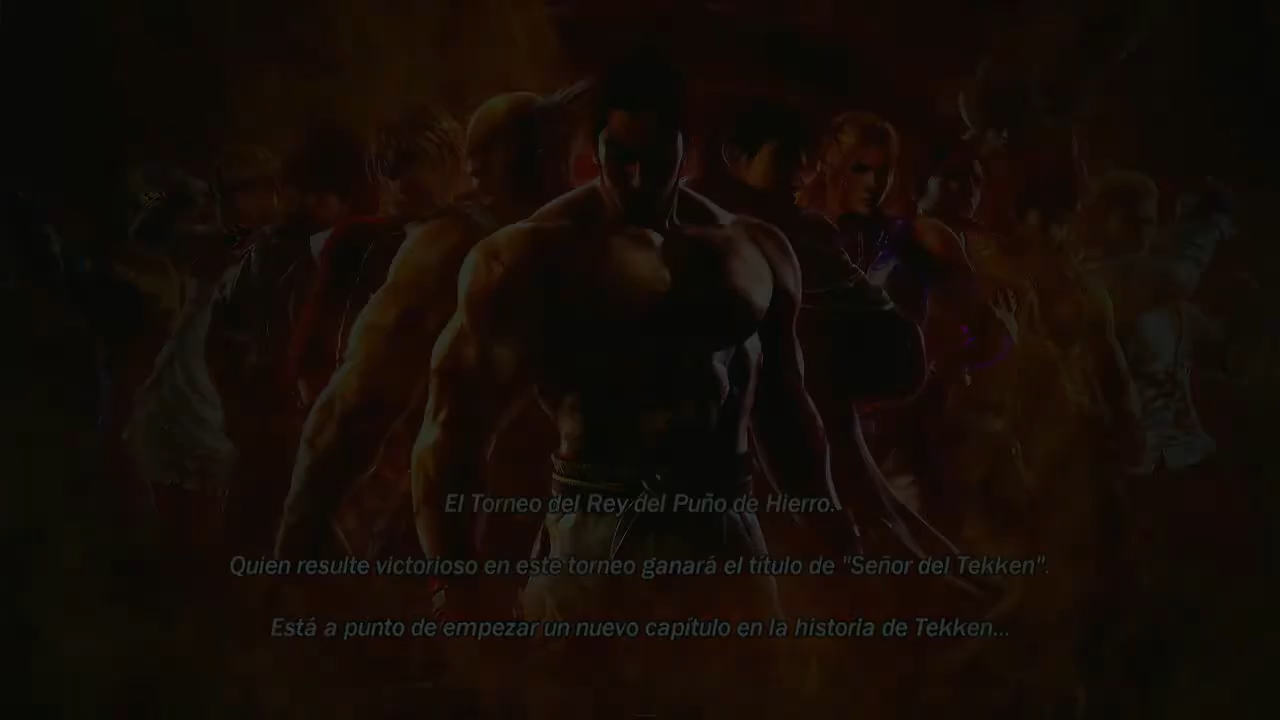 El Torneo del Rey del Puño de Hierro.
Quien resulte victorioso en este torneo ganará el título de "Señor del Tekken".
Está a punto de empezar un nuevo capítulo en la historia de Tekken...